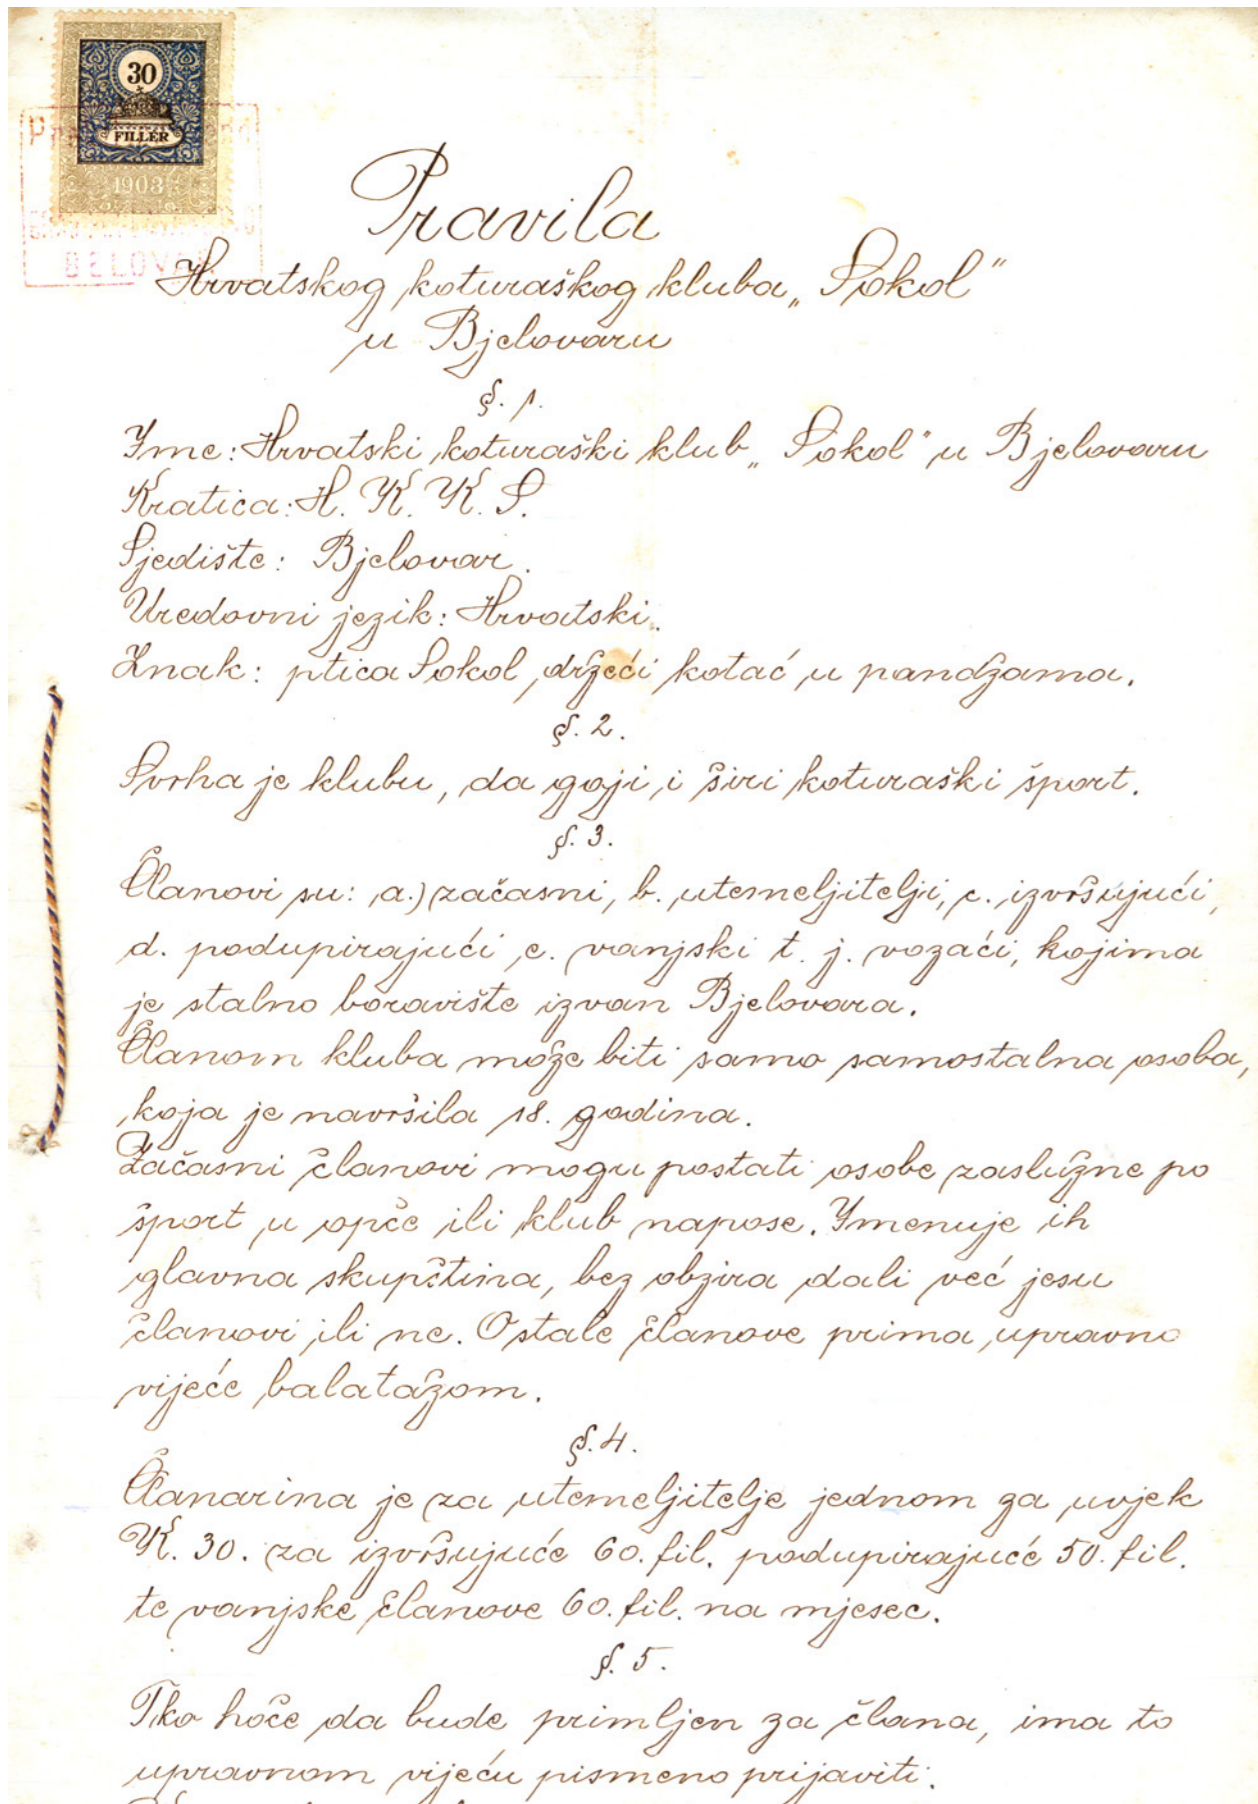 30
FILLÉR
1903
BELOVAR
Pravila
Hrvatskog koturaškog kluba „Sokol“
u Bjelovaru
§. 1.
Ime: Hrvatski koturaški klub „Sokol“ u Bjelovaru
Kratica: H. K. K. S.
Sjedište: Bjelovar.
Uredovni jezik: Hrvatski.
Znak: ptica Sokol, držeći kotać u pandžama.
§. 2.
Svrha je klubu, da goji i širi koturaški šport.
§. 3.
Članovi su: a.) začasni, b. utemeljitelji, c. izvršujući,
d. podupirajući e. vanjski t. j. vozaći, kojima
je stalno boravište izvan Bjelovara.
Članom kluba može biti samo samostalna osoba,
koja je navršila 18. godina.
Začasni članovi mogu postati osobe zaslužne po
šport u opće ili klub napose. Imenuje ih
glavna skupština, bez obzira dali već jesu
članovi ili ne. Ostale članove prima upravno
vijeće balatažom.
§. 4.
Članarina je za utemeljitelje jednom za uvjek
K. 30. za izvršujuće 60. fil. podupirajuće 50. fil.
te vanjske članove 60. fil. na mjesec.
§. 5.
Tko hoće da bude primljen za člana, ima to
upravnom vijeću pismeno prijaviti.